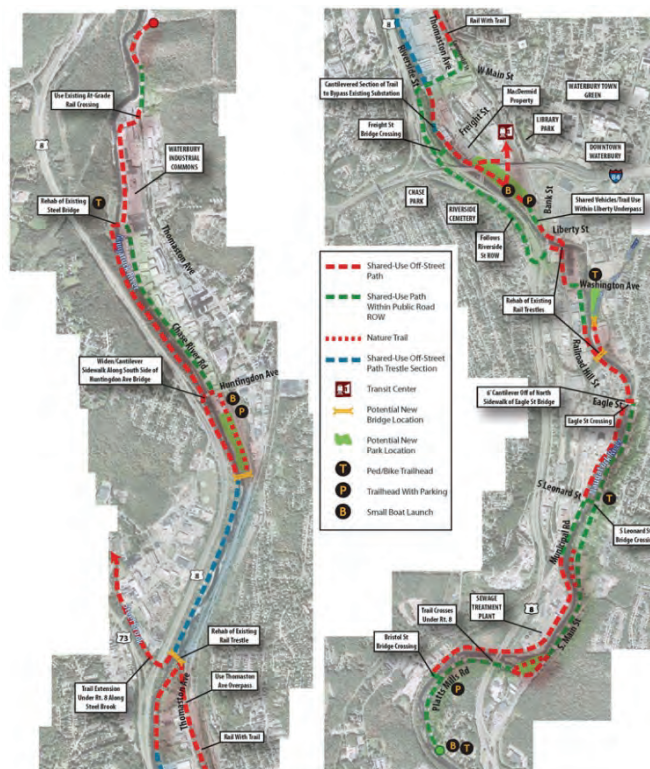 Use Existing At-Grade
Rail Crossing
8
WATERBURY
INDUSTRIAL
COMMONS
Rehab of Existing
Steel Bridge
T
Thomaston Ave
Chase River Rd
Widen/Cantilever
Sidewalk Along South Side of
Huntingdon Ave Bridge
Huntingdon Ave
B
P
8
73
Rehab of Existing
Rail Trestle
Trail Extension
Under Rt. 8 Along
Steel Brook
Use Thomaston
Ave Overpass
Thomaston Ave
Rail With Trail
8
Riverside St
Thomaston Ave
Rail With Trail
W Main St
Cantilevered Section of Trail
to Bypass Existing Substation
MacDermid
Property
WATERBURY TOWN
GREEN
Freight St
Freight St
Bridge Crossing
LIBRARY
PARK
DOWNTOWN
WATERBURY
84
CHASE
PARK
RIVERSIDE
CEMETERY
B
P
Bank St
Shared Vehicles/Trail Use
Within Liberty Underpass
Liberty St
Follows
Riverside
St ROW
T
Washington Ave
Rehab of Existing
Rail Trestles
Railroad Hill St
6' Cantilever Off of North
Sidewalk of Eagle St Bridge
Eagle St
Eagle St Crossing
S Leonard St
T
S Leonard St
Bridge Crossing
Municipal Rd
8
SEWAGE
TREATMENT
PLANT
S Main St
Trail Crosses
Under Rt. 8
Bristol St
Bridge Crossing
Platts Mills Rd
P
B
T
Shared-Use Off-Street
Path
Shared-Use Path
Within Public Road
ROW
Nature Trail
Shared-Use Off-Street
Path Trestle Section
Transit Center
Potential New
Bridge Location
Potential New
Park Location
T
Ped/Bike Trailhead
P
Trailhead With Parking
B
Small Boat Launch